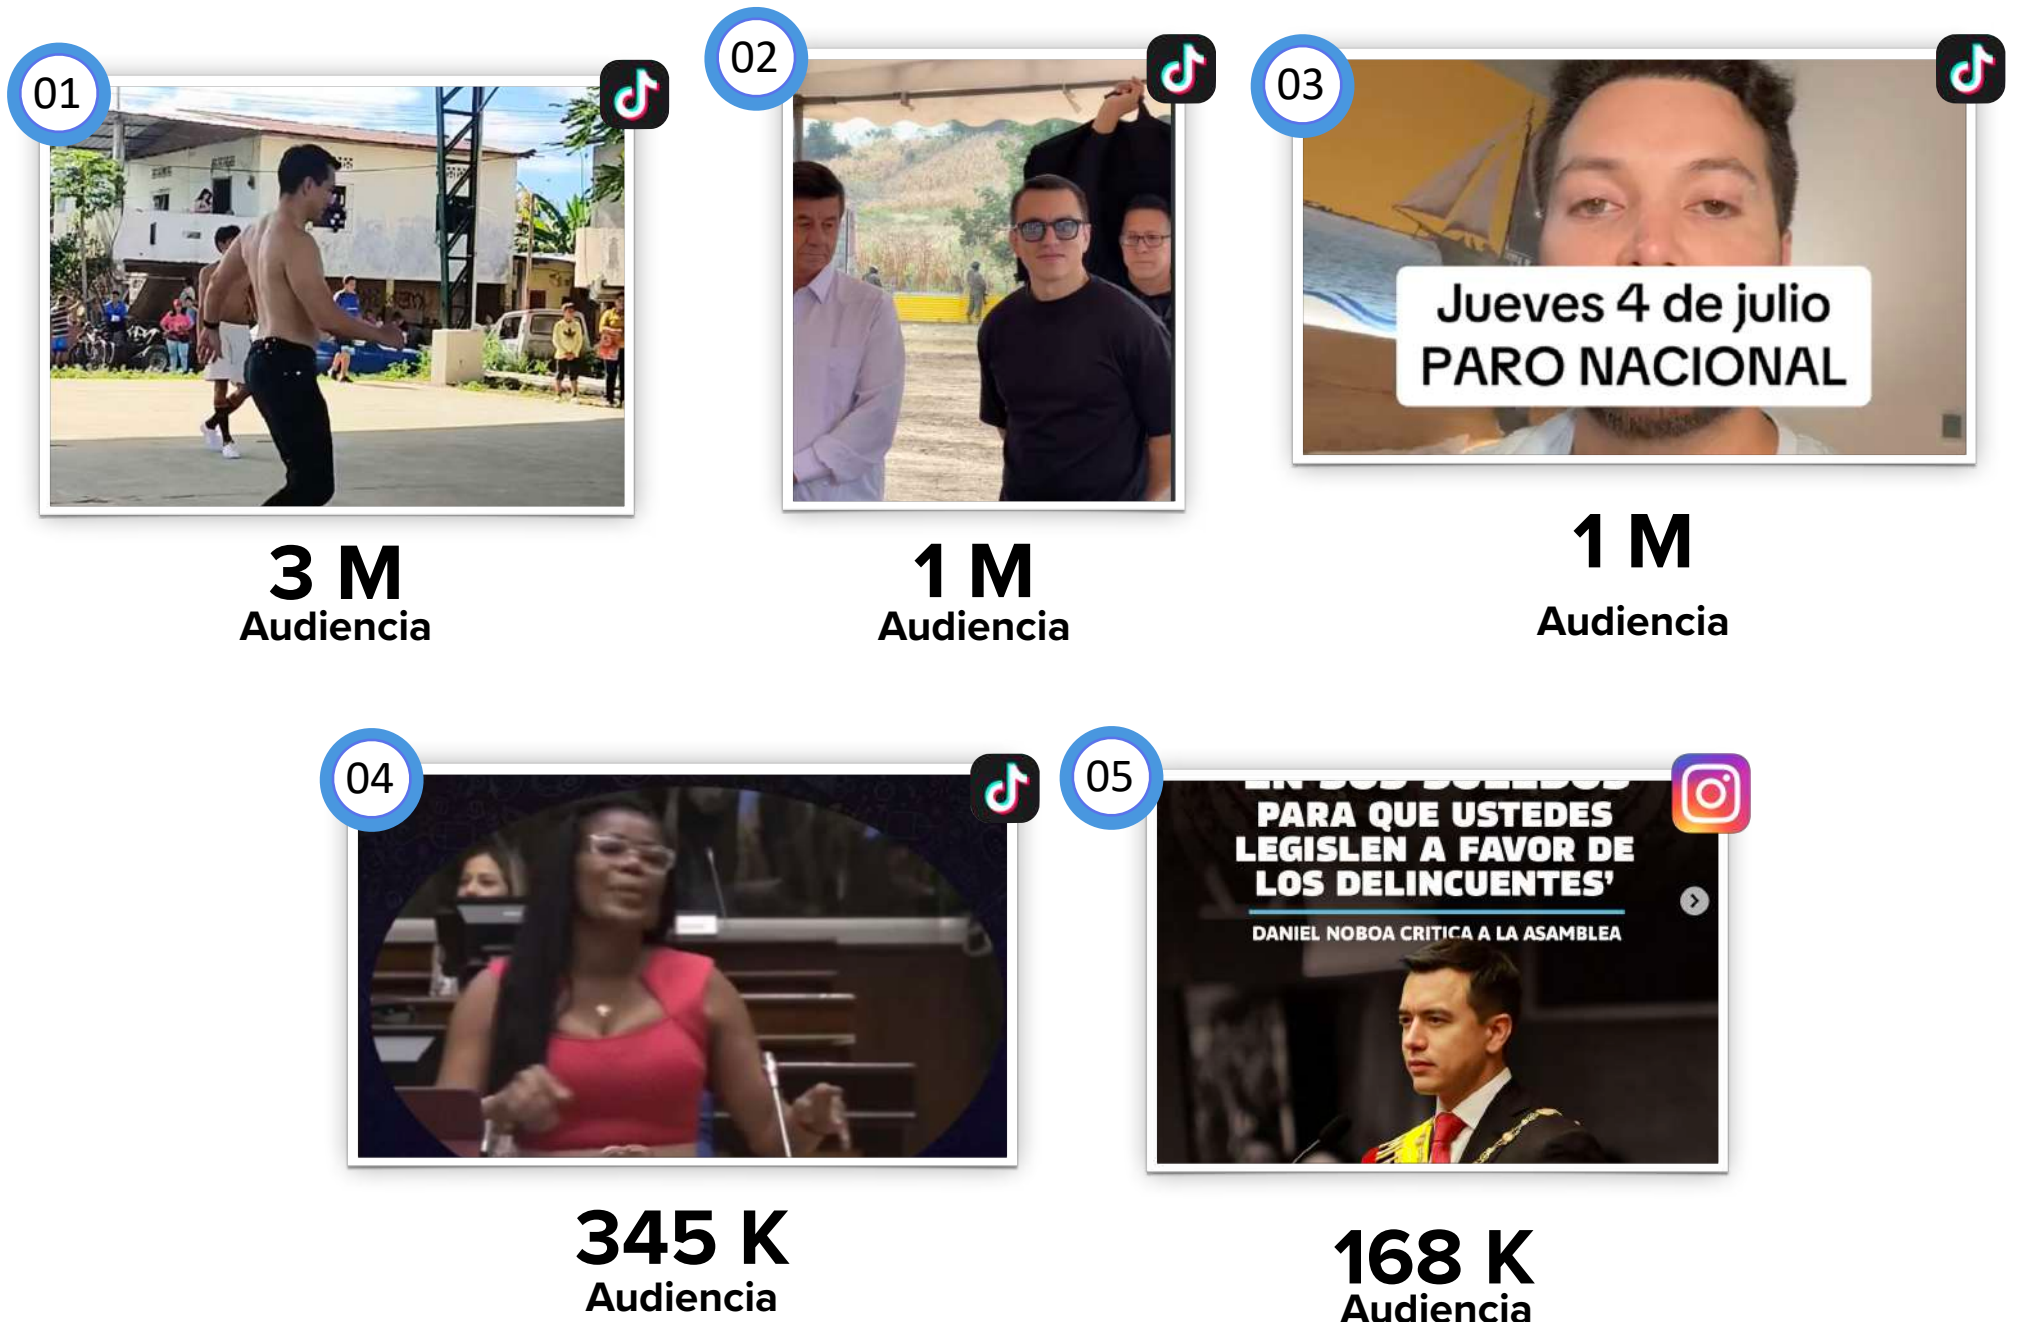 01
02
03
Jueves 4 de julio
PARO NACIONAL
3 M
Audiencia
1 M
Audiencia
1 M
Audiencia
04
05
PARA QUE USTEDES
LEGISLEN A FAVOR DE
LOS DELINCUENTES'
DANIEL NOBOA CRITICA A LA ASAMBLEA
345 K
Audiencia
168 K
Audiencia